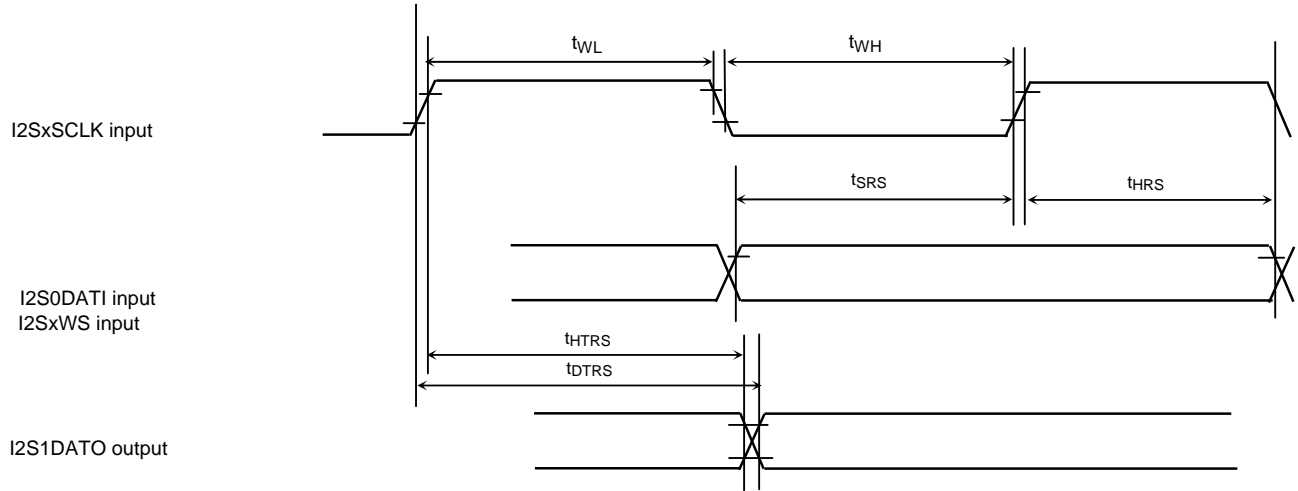 tWL
tWH
I2SxSCLK input
tSRS
tHRS
I2S0DATI input
I2SxWS input
tHTRS
tDTRS
I2S1DATO output